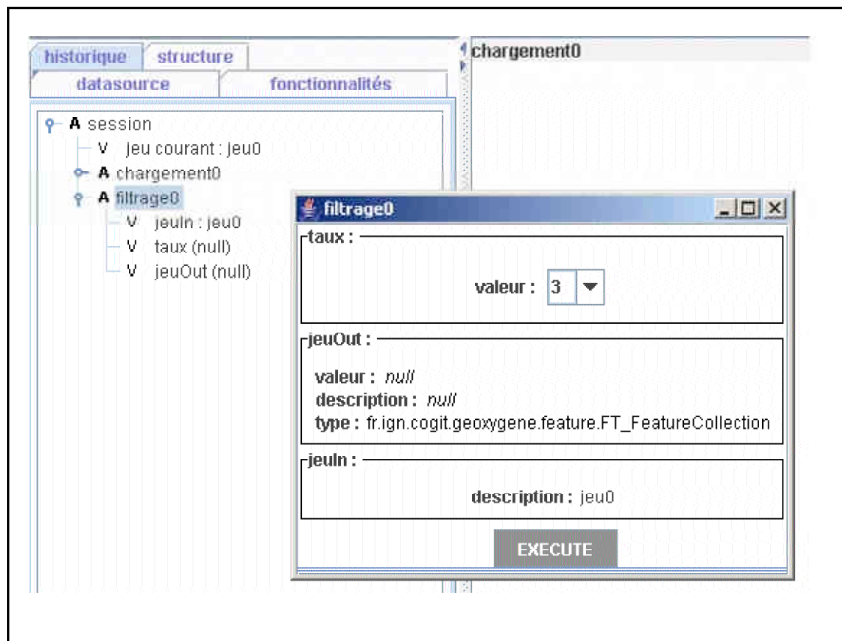 historique structure
datasource fonctionnalités
A session
V jeu courant : jeu0
A chargement0
A filtrage0
V jeuIn : jeu0
V taux (null)
V jeuOut (null)
chargement0
filtrage0
taux :
valeur : 3
jeuOut :
valeur : null
description : null
type : fr.ign.cogit.geoxygene.feature.FT_FeatureCollection
jeuIn :
description : jeu0
EXECUTE